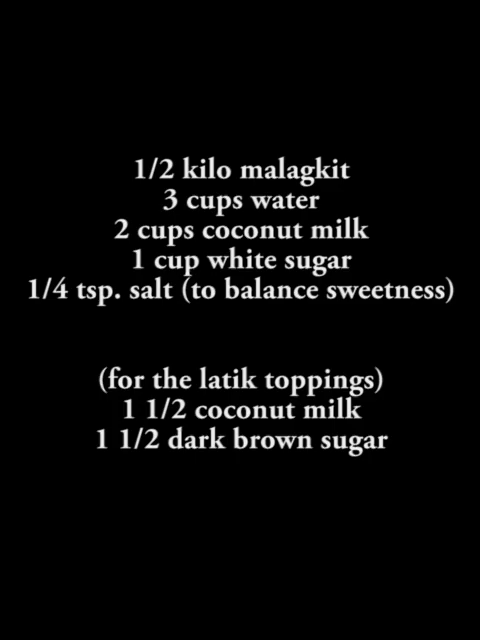 1/2 kilo malagkit
3 cups water
2 cups coconut milk
1 cup white sugar
1/4 tsp. salt (to balance sweetness)
(for the latik toppings)
1 1/2 coconut milk
1 1/2 dark brown sugar